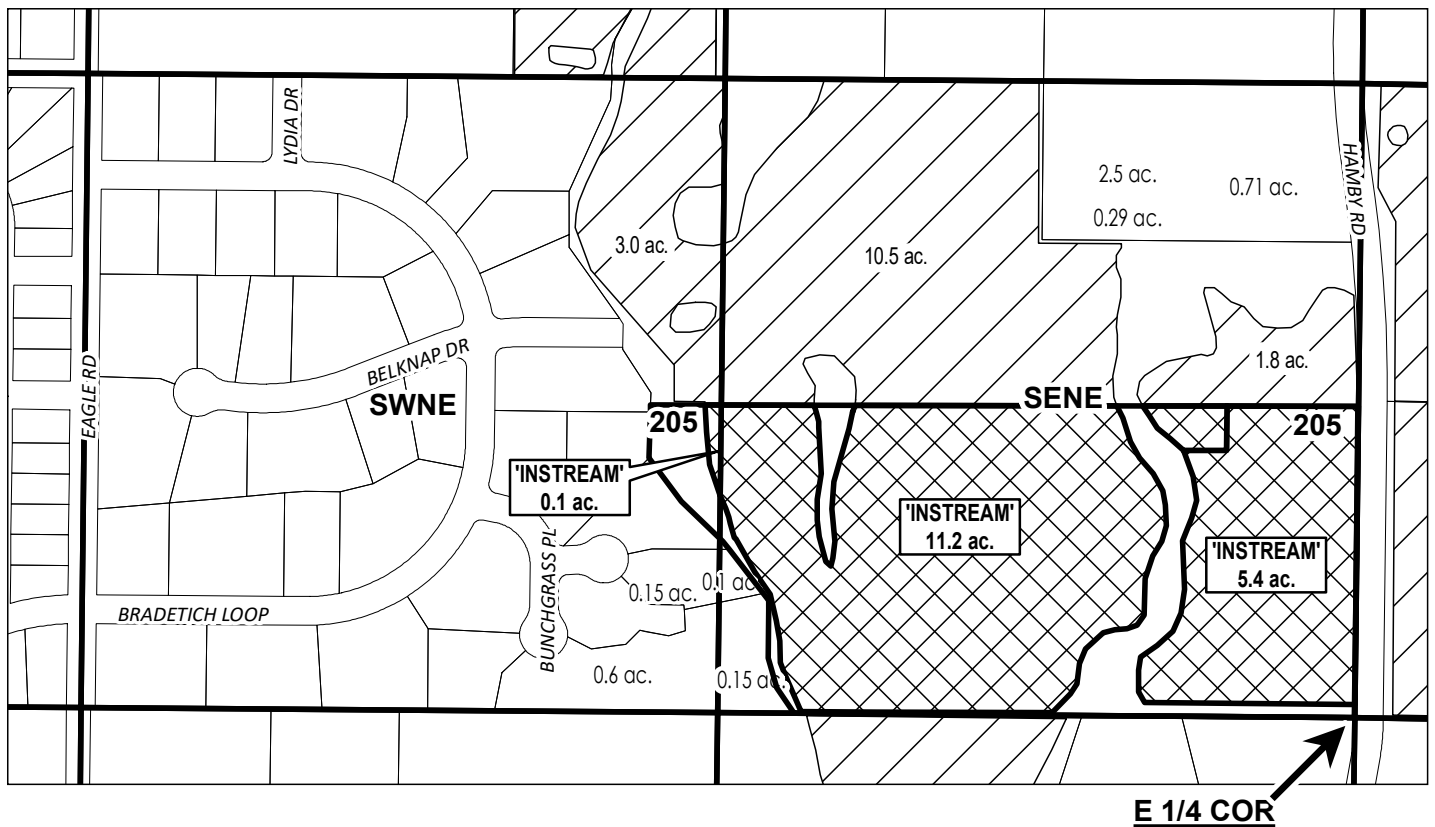 LYDIA DR
HAMBY RD
2.5 ac.
0.71 ac.
0.29 ac.
3.0 ac.
10.5 ac.
EAGLE RD
BELKNAP DR
1.8 ac.
SWNE
SENE
205
205
'INSTREAM'
0.1 ac.
'INSTREAM'
11.2 ac.
'INSTREAM'
5.4 ac.
BUNCHGRASS PL
0.15 ac.
0.1 ac
BRADETICH LOOP
0.6 ac.
0.15 ac.
E 1/4 COR